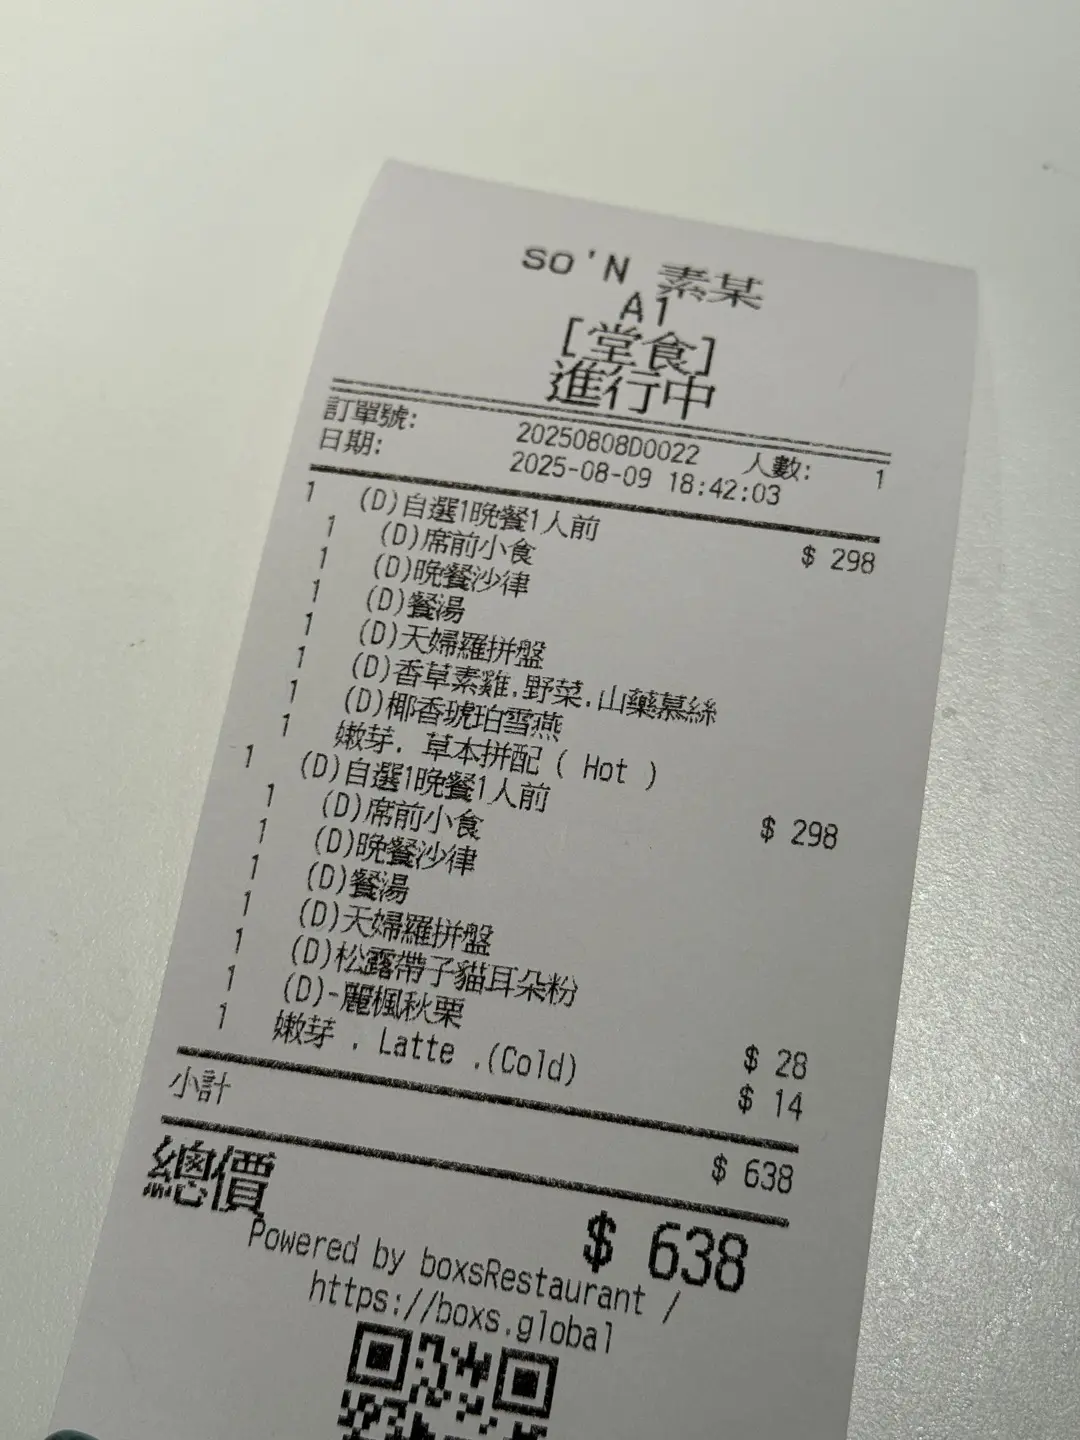 so'N 素某
A1
[堂食]
進行中
訂單號: 20250808D0022 人數: 1
日期: 2025-08-09 18:42:03
1 (D)自選1晚餐1人前 $ 298
1 (D)席前小食
1 (D)晚餐沙律
1 (D)餐湯
1 (D)天婦羅拼盤
1 (D)香草素雞.野菜.山藥慕絲
1 (D)椰香琥珀雪燕
1 嫩芽. 草本拼配 ( Hot )
1 (D)自選1晚餐1人前 $ 298
1 (D)席前小食
1 (D)晚餐沙律
1 (D)餐湯
1 (D)天婦羅拼盤
1 (D)松露帶子貓耳朵粉
1 (D)-麗楓秋栗 $ 28
1 嫩芽 . Latte .(Cold) $ 14
小計 $ 638
總價 $ 638
Powered by boxsRestaurant /
https://boxs.global